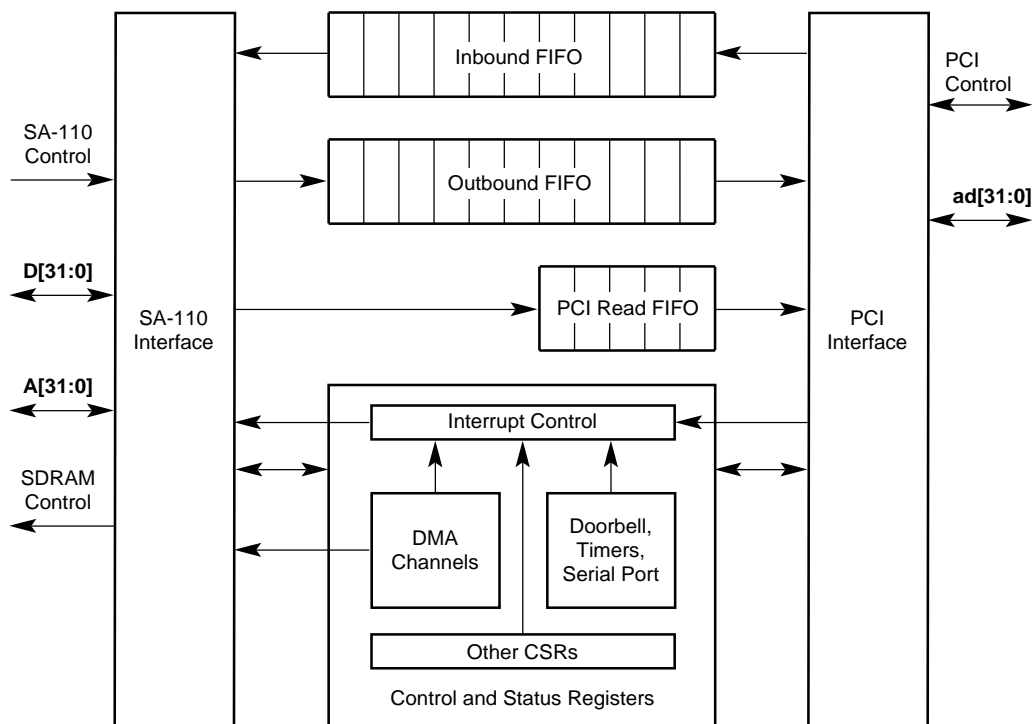 Inbound FIFO
PCI
Control
SA-110
Control
Outbound FIFO
ad[31:0]
D[31:0]
SA-110
Interface
PCI Read FIFO
PCI
Interface
A[31:0]
Interrupt Control
SDRAM
Control
DMA
Channels
Doorbell,
Timers,
Serial Port
Other CSRs
Control and Status Registers